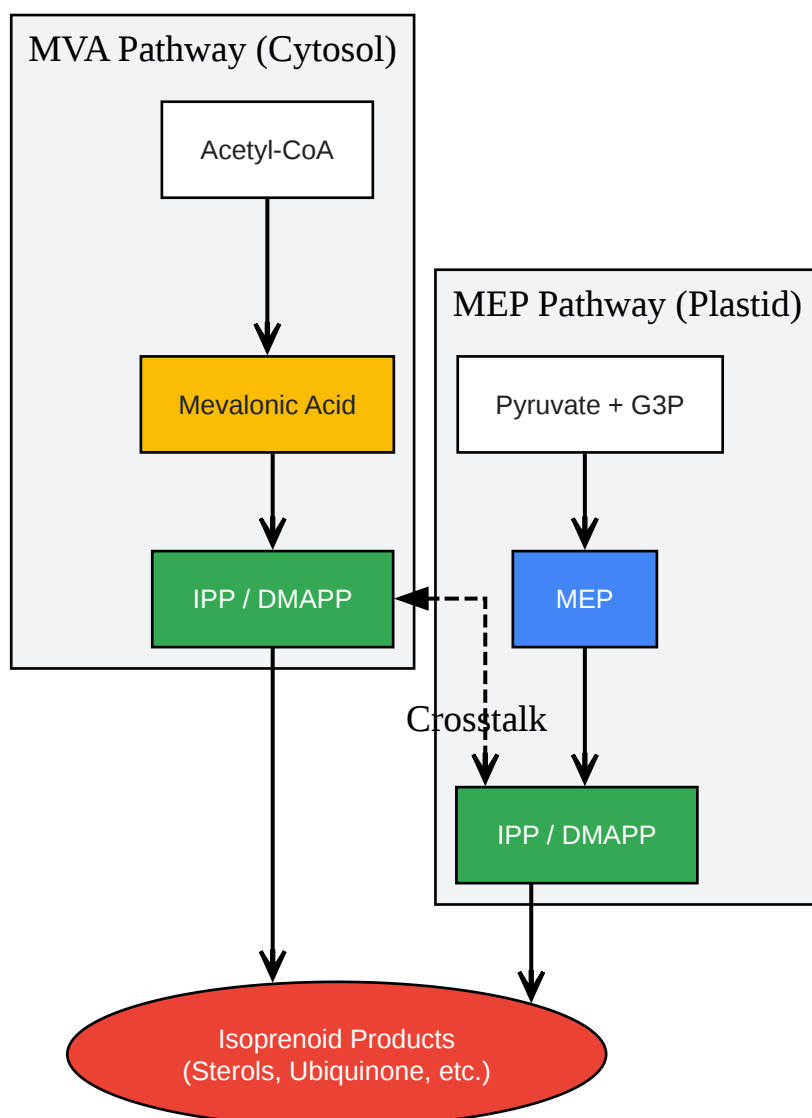 MVA Pathway (Cytosol)
Acetyl-CoA
Mevalonic Acid
IPP / DMAPP
MEP Pathway (Plastid)
Pyruvate + G3P
MEP
Crosstalk
IPP / DMAPP
Isoprenoid Products
(Sterols, Ubiquinone, etc.)